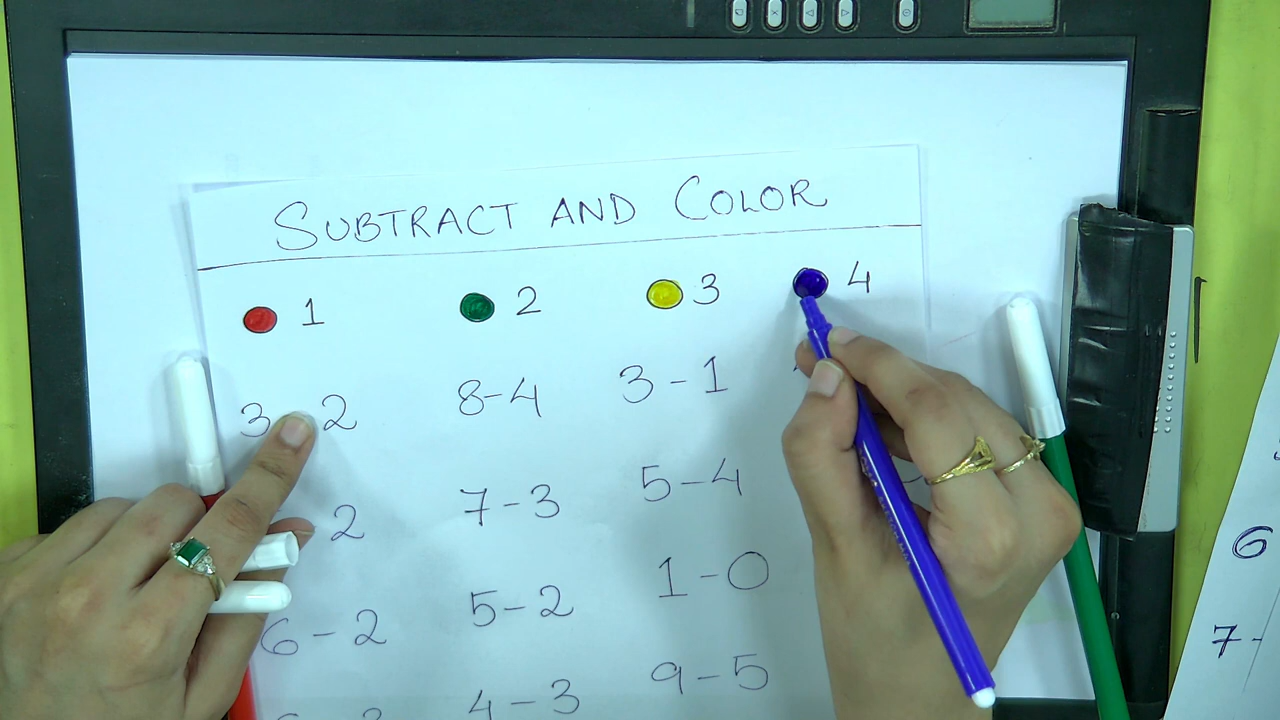 SUBTRACT AND COLOR
1 2 3 4
3 2 8-4 3-1
2 7-3 5-4
6-2 5-2 1-0
4-3 9-5
6
7-